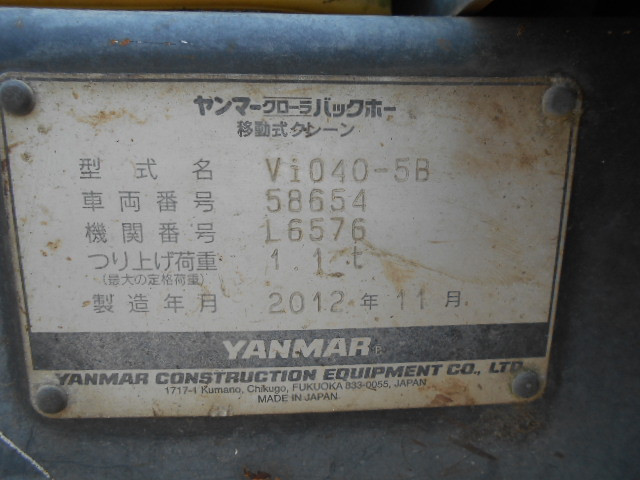 ヤンマークローラバックホー
移動式クレーン
型式名 ViO40-5B
車両番号 58654
機関番号 L6576
つり上げ荷重 1.1t
(最大の定格荷重)
製造年月 2012年11月
YANMAR®
YANMAR CONSTRUCTION EQUIPMENT CO., LTD.
1717-1 Kumano, Chikugo, FUKUOKA 833-0055, JAPAN
MADE IN JAPAN